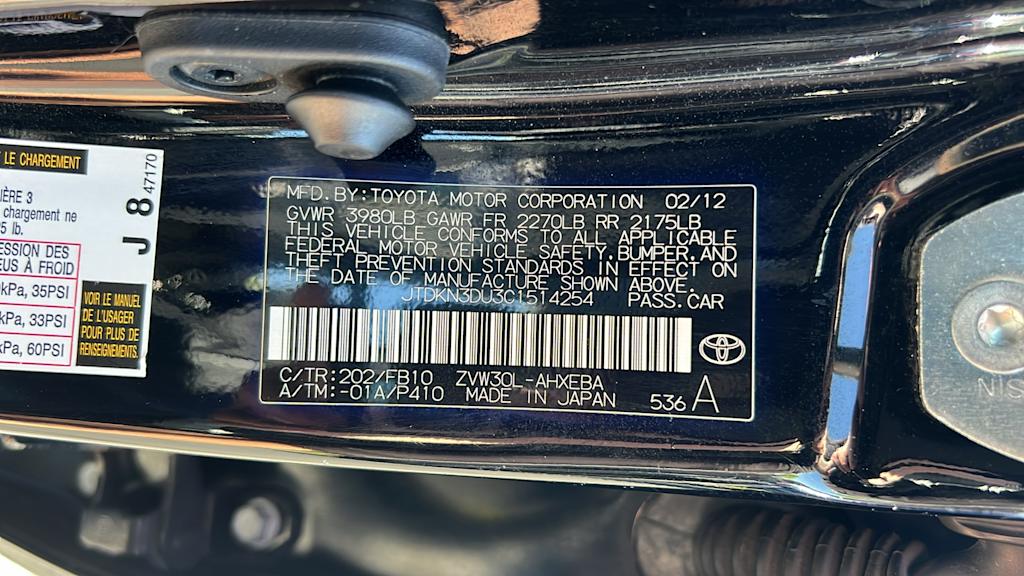 LE CHARGEMENT
IÈRE 3
chargement ne
5 lb.
ESSION DES
EUS À FROID
kPa, 35PSI
kPa, 33PSI
kPa, 60PSI
VOIR LE MANUEL
DE L'USAGER
POUR PLUS DE
RENSEIGNEMENTS.
J 8 47170
MFD. BY: TOYOTA MOTOR CORPORATION 02/12
GVWR 3980LB GAWR FR 2270LB RR 2175LB
THIS VEHICLE CONFORMS TO ALL APPLICABLE
FEDERAL MOTOR VEHICLE SAFETY, BUMPER, AND
THEFT PREVENTION STANDARDS IN EFFECT ON
THE DATE OF MANUFACTURE SHOWN ABOVE.
JTDKN3DU3C1514254 PASS. CAR
C/TR: 202/FB10 ZVW30L-AHXEBA
A/TM: -01A/P410 MADE IN JAPAN 536 A
NIS